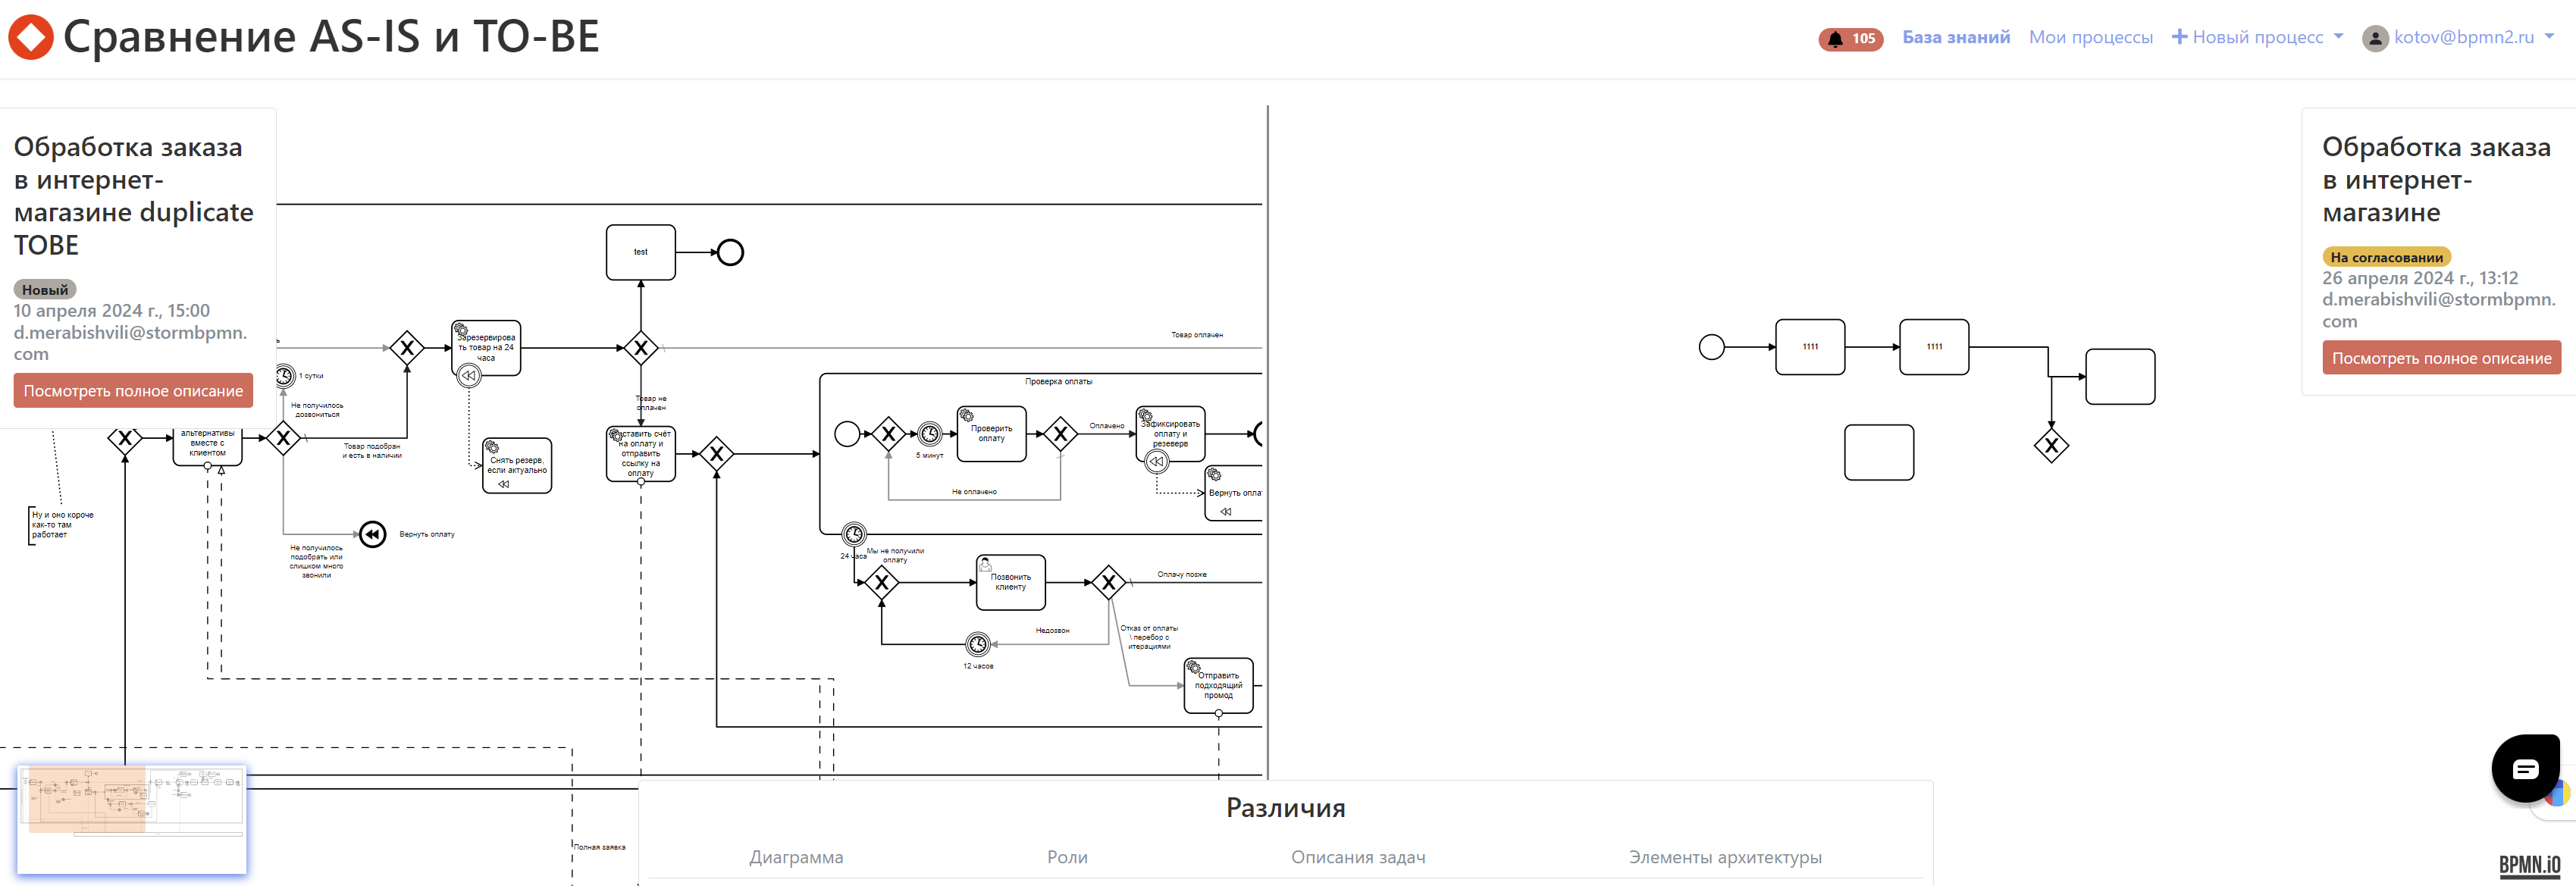 Сравнение AS-IS и TO-BE
105
База знаний
Мои процессы
Новый процесс
kotov@bpmn2.ru
Обработка заказа
в интернет-
магазине duplicate
TOBE
Новый
10 апреля 2024 г., 15:00
d.merabishvili@stormbpmn.
com
Посмотреть полное описание
test
Зарезервирова
ть товар на 24
часа
Товар оплачен
1 сутки
Не получилось
дозвониться
Товар подобран
и есть в наличии
альтернативы
вместе с
клиентом
Снять резерв,
если актуально
Товар не
оплачен
ставить счёт
на оплату и
отправить
ссылку на
оплату
Проверка оплаты
5 минут
Проверить
оплату
Оплачено
Зафиксировать
оплату и
резерв
Не оплачено
Вернуть опла
Ну и оно короче
как-то там
работает
Вернуть оплату
Не получилось
подобрать или
слишком много
звонили
24 часа
Мы не получили
оплату
Позвонить
клиенту
Оплачу позже
Недозвон
12 часов
Отказ от оплаты
\ перебор с
итерациями
Отправить
подходящий
промод
Полная заявка
Обработка заказа
в интернет-
магазине
На согласовании
26 апреля 2024 г., 13:12
d.merabishvili@stormbpmn.
com
Посмотреть полное описание
1111
1111
Различия
Диаграмма
Роли
Описания задач
Элементы архитектуры
BPMN.iO